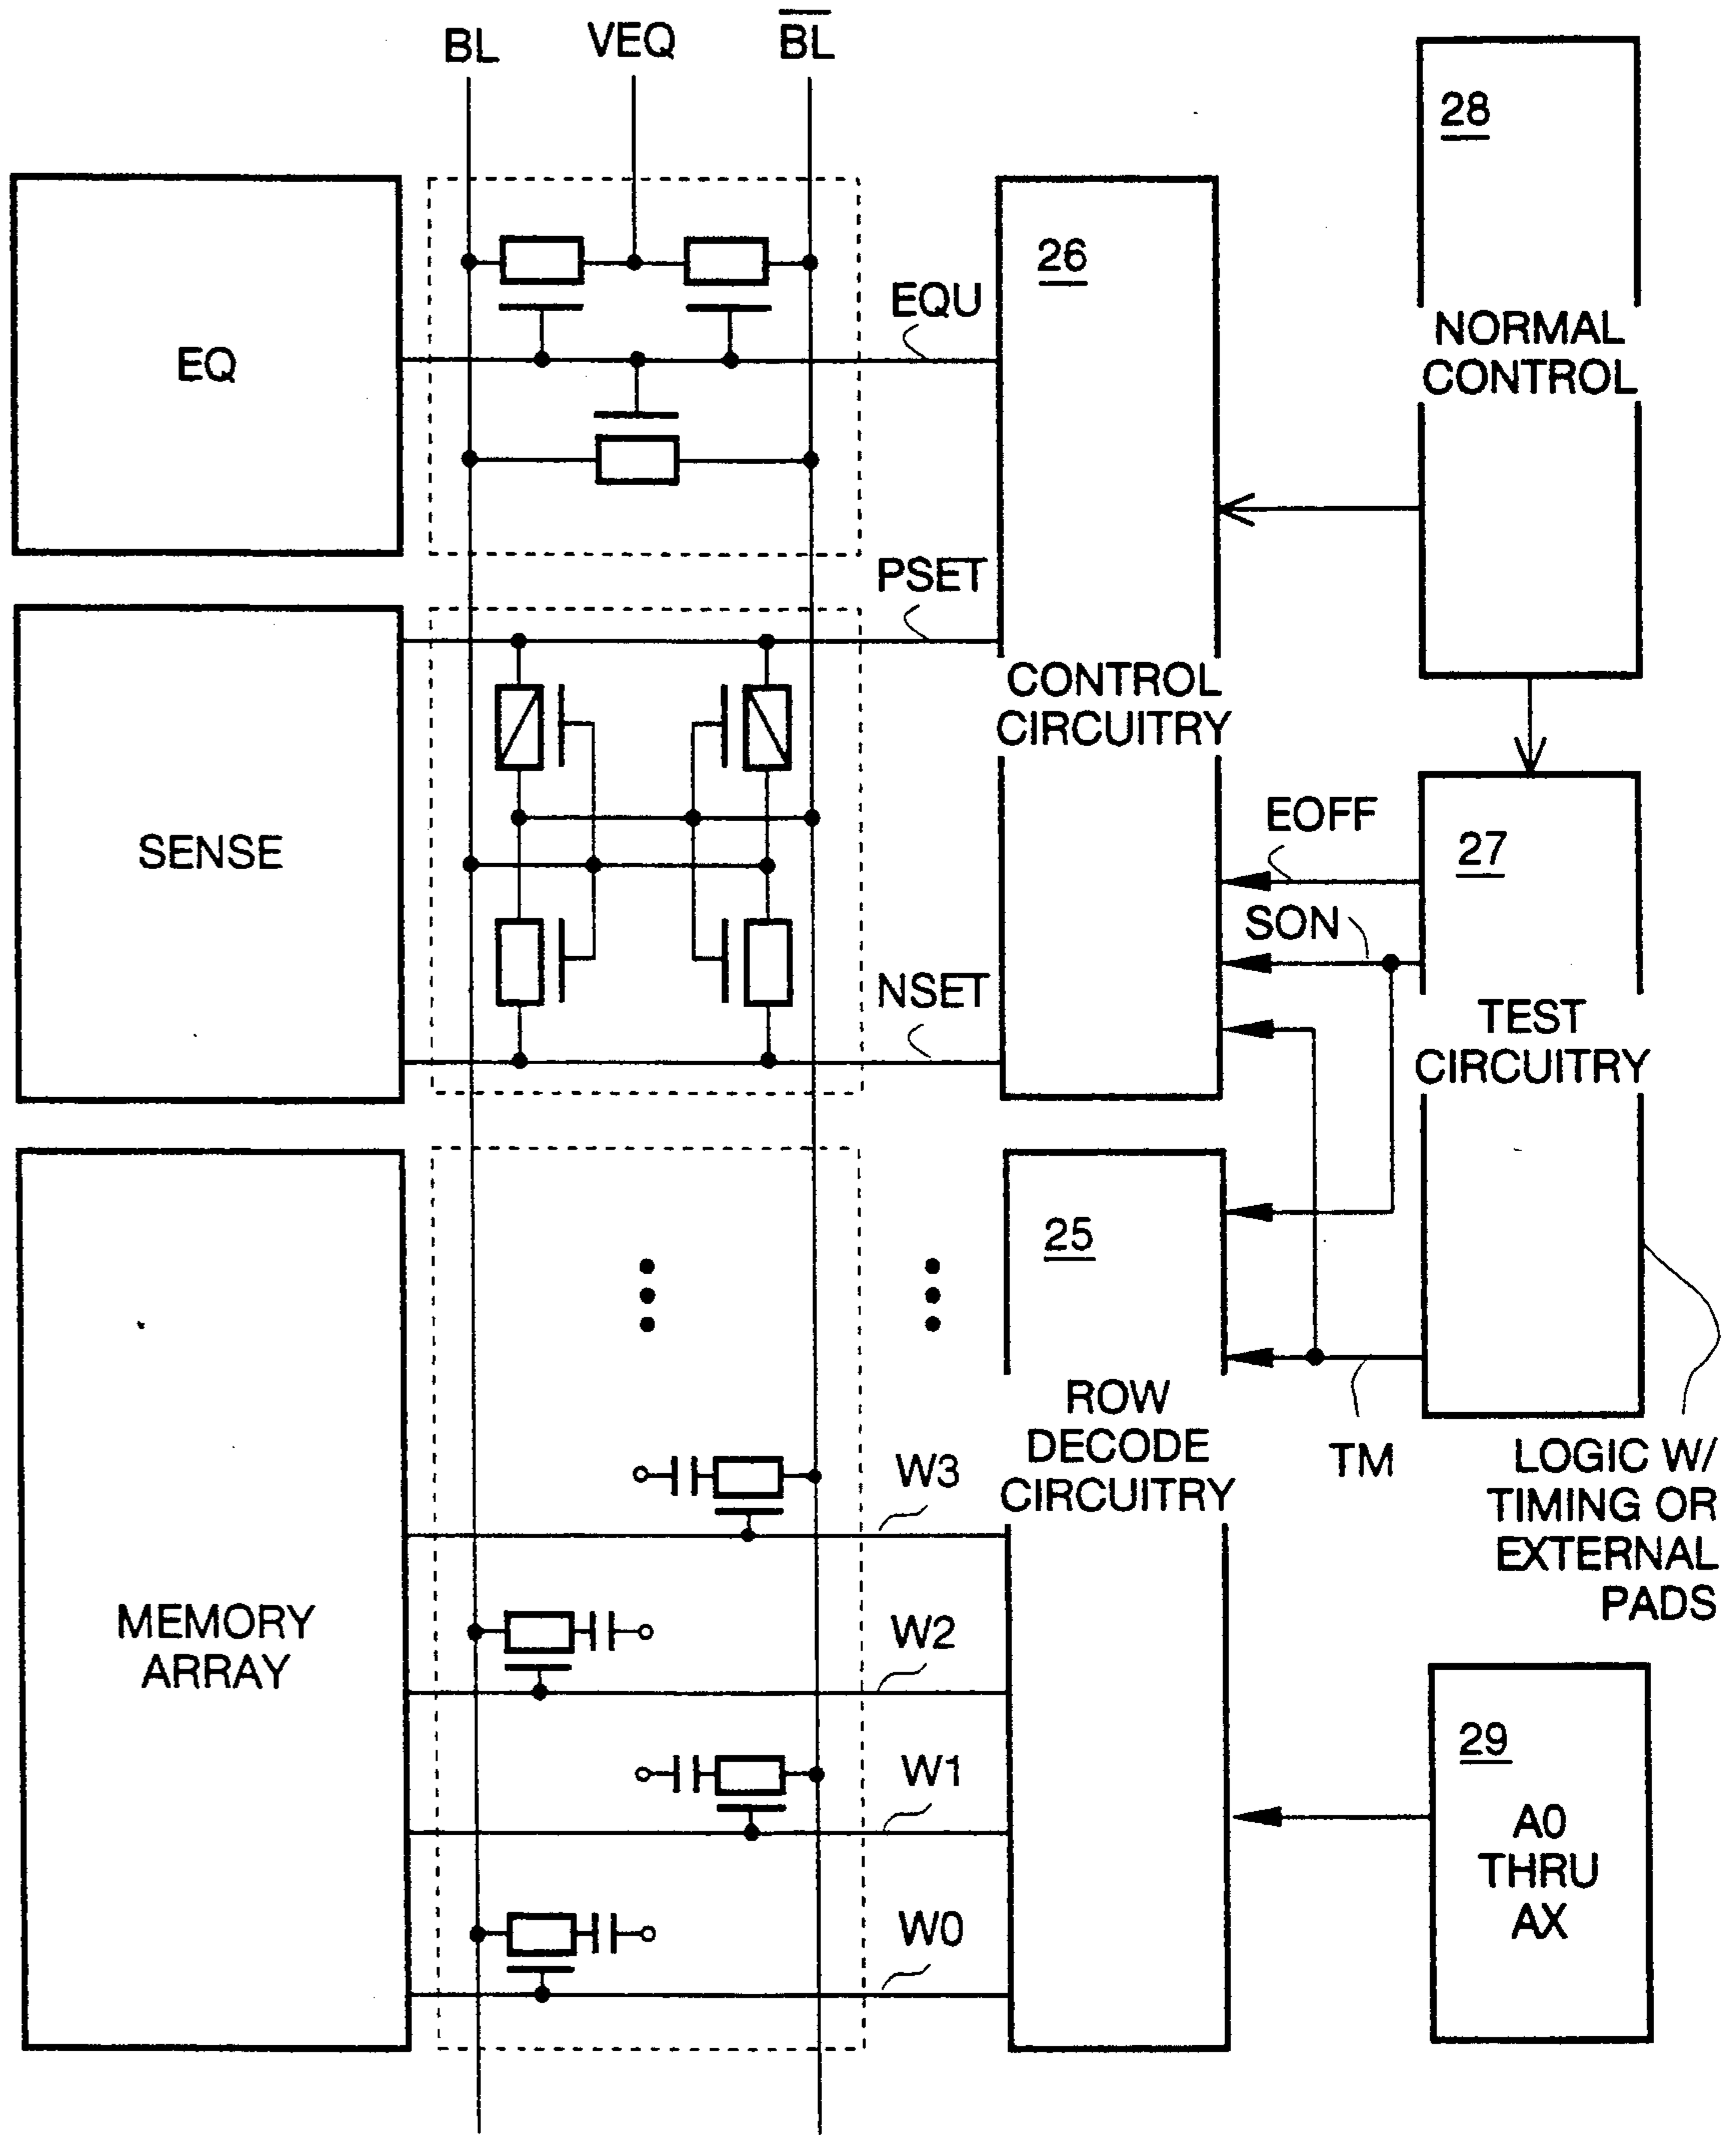 BL
VEQ
B̅L̅
28
26
EQU
NORMAL
CONTROL
EQ
PSET
CONTROL
CIRCUITRY
EOFF
27
SENSE
SON
NSET
TEST
CIRCUITRY
25
ROW
DECODE
CIRCUITRY
TM
LOGIC W/
TIMING OR
EXTERNAL
PADS
W3
MEMORY
ARRAY
W2
29
W1
A0
THRU
AX
W0